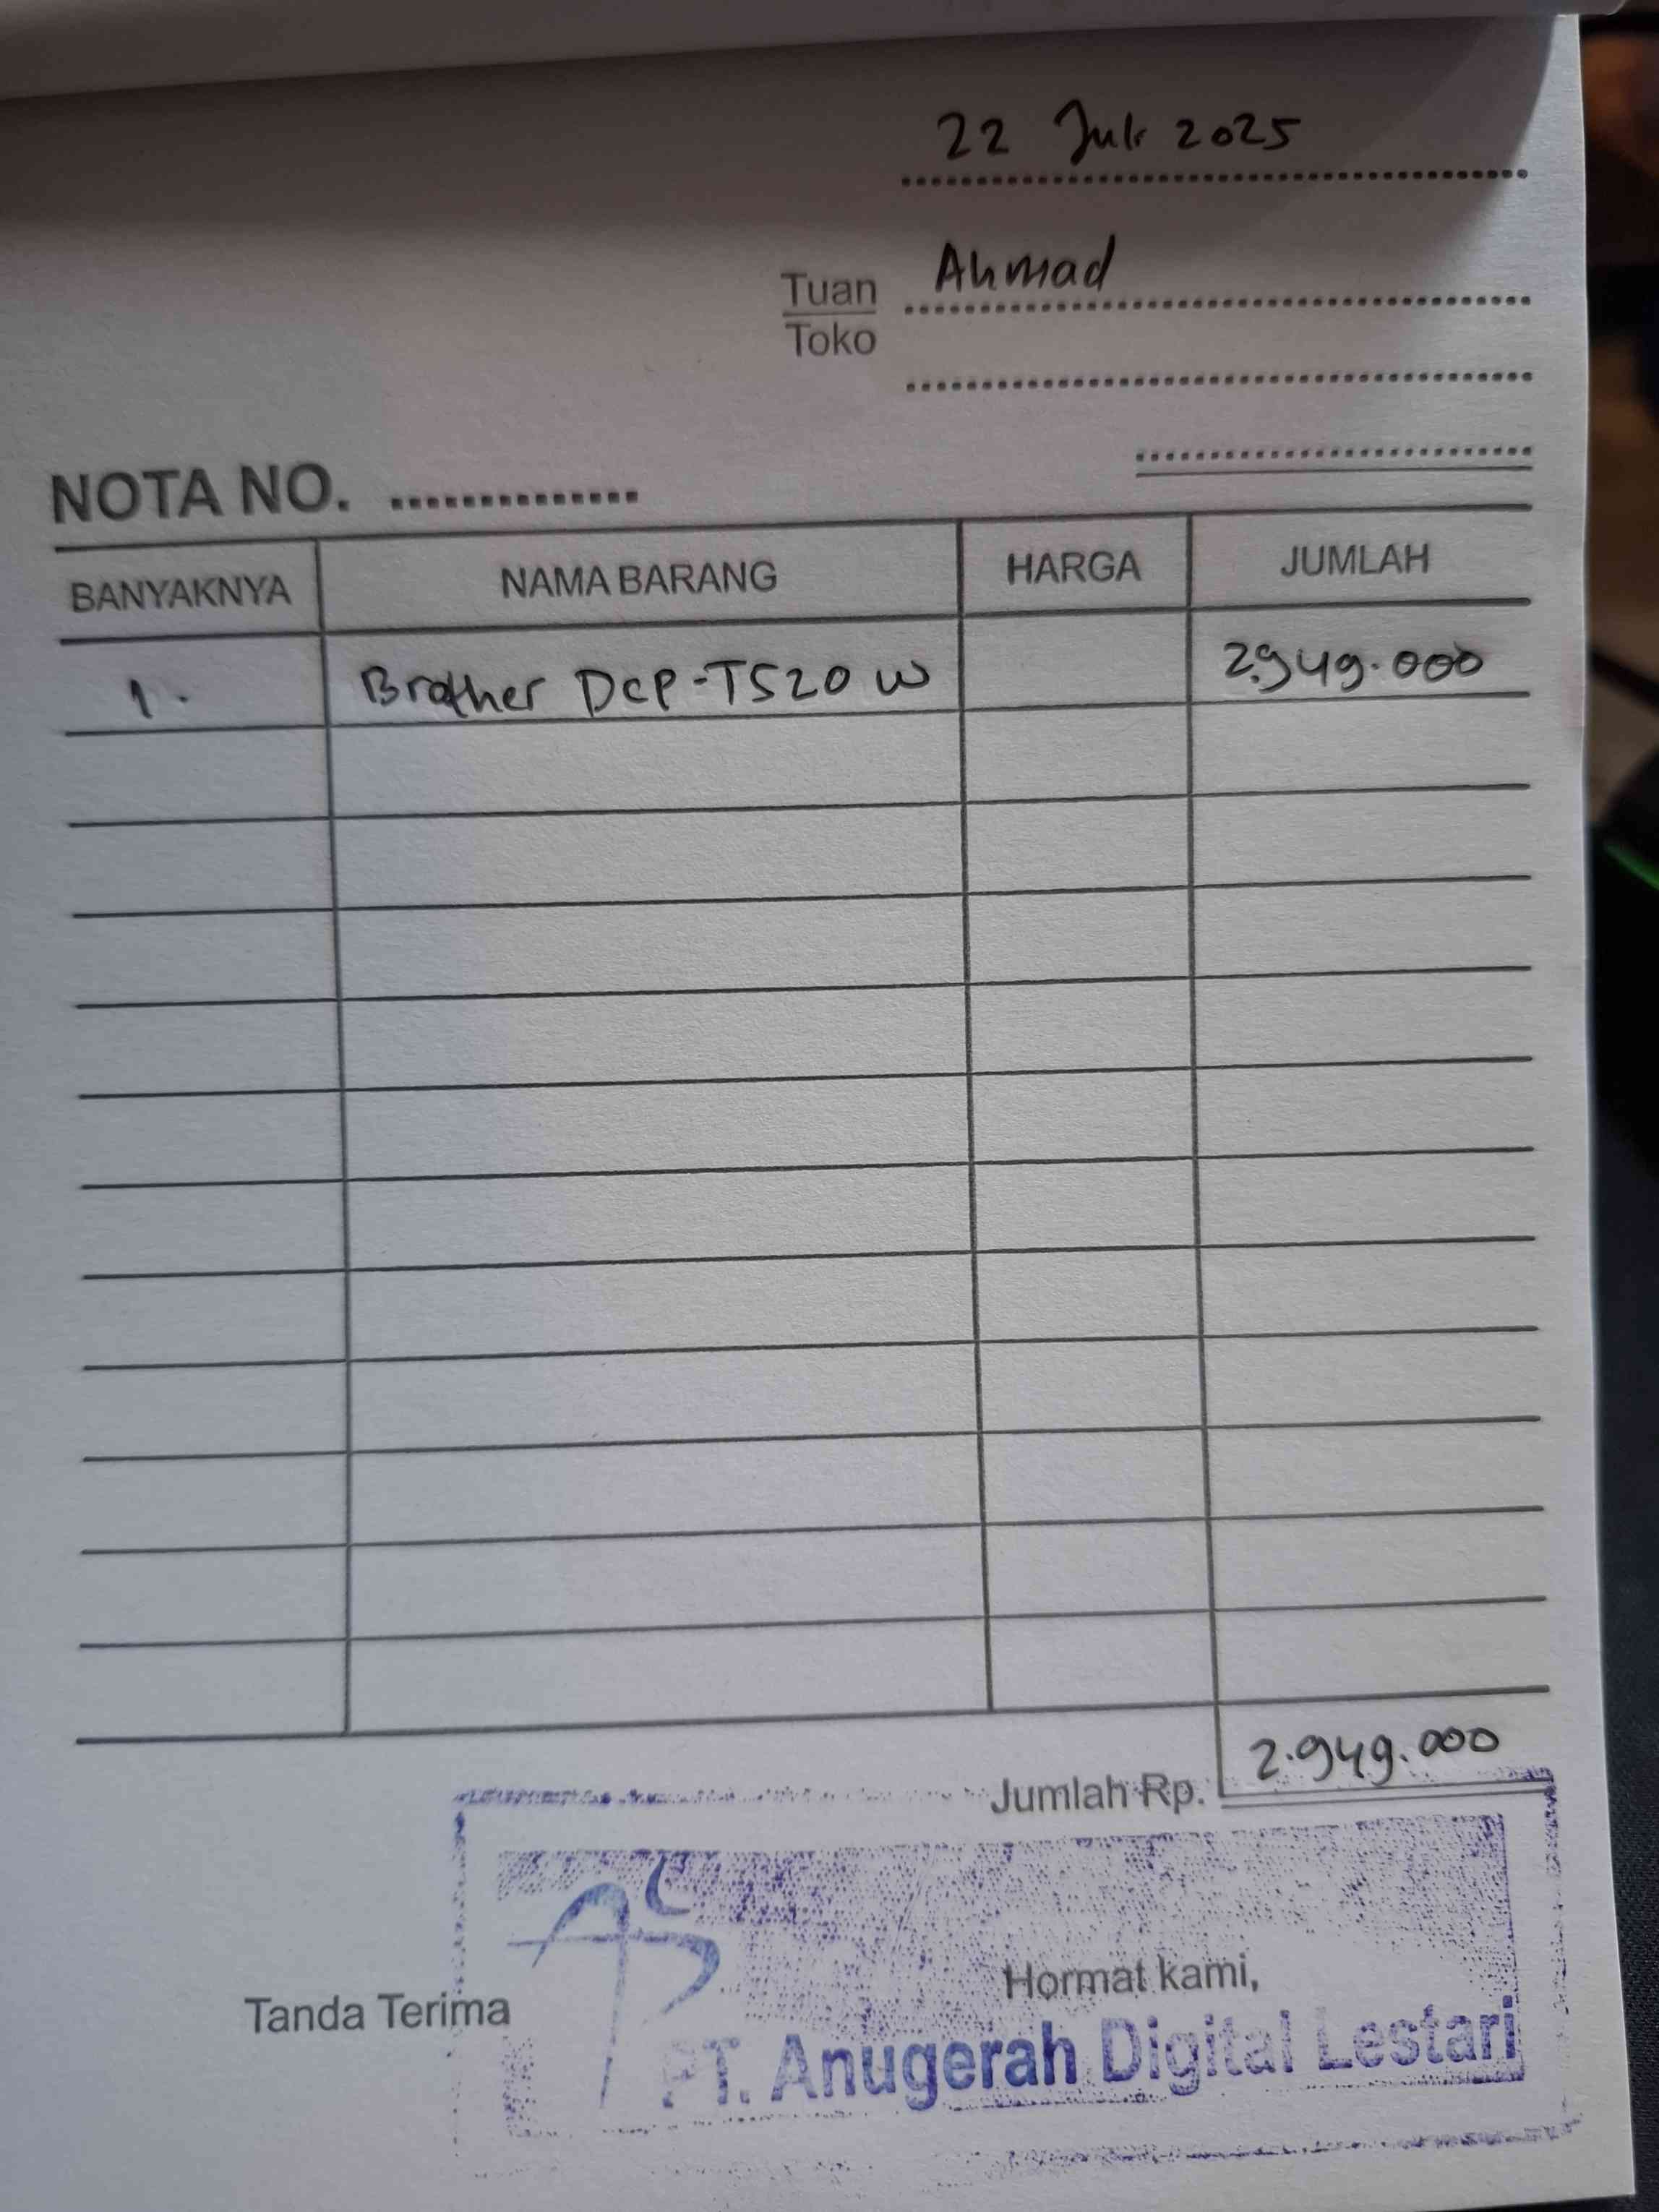 22 Juli 2025
Tuan Ahmad
Toko
NOTA NO. ..............
BANYAKNYA NAMA BARANG HARGA JUMLAH
1. Brother DCP-T520 W 2.949.000
Jumlah Rp. 2.949.000
Tanda Terima Hormat kami,
PT. Anugerah Digital Lestari